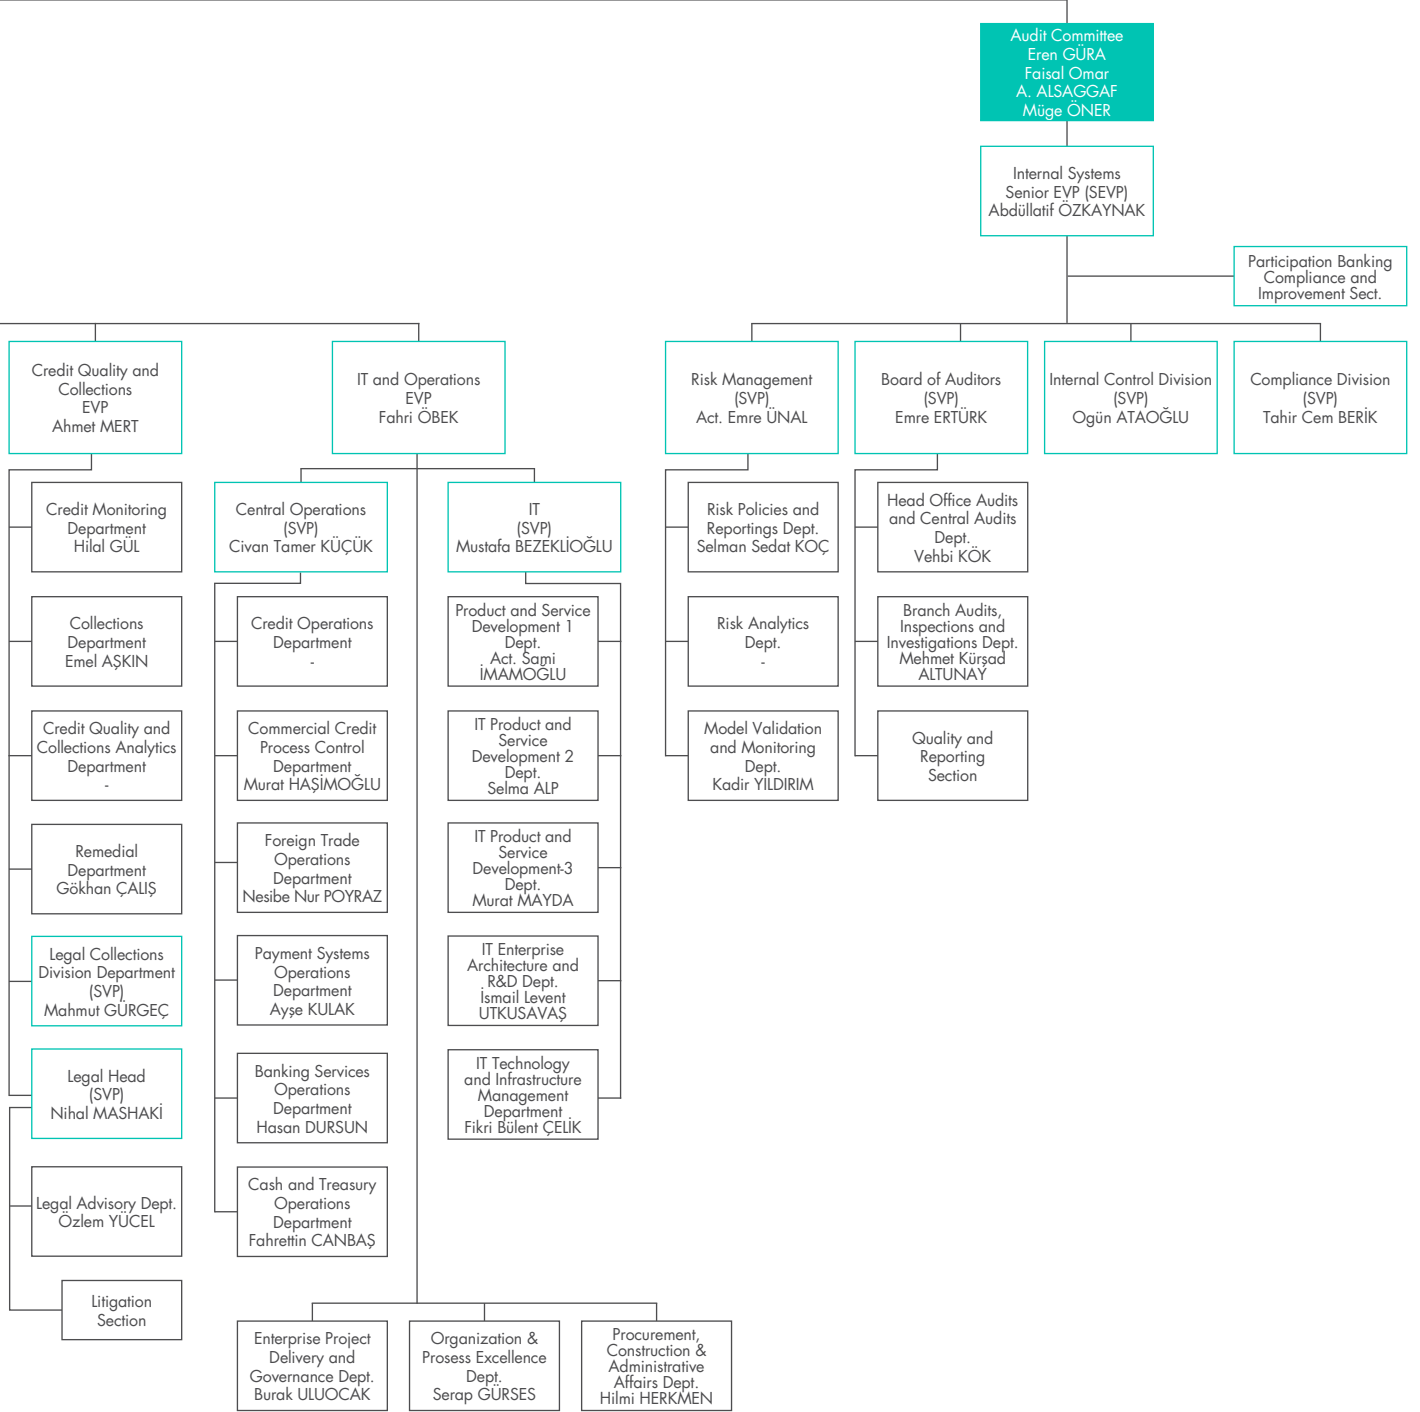 Audit Committee
Eren GÜRA
Faisal Omar
A. ALSAGGAF
Müge ÖNER
Internal Systems
Senior EVP (SEVP)
Abdüllatif ÖZKAYNAK
Participation Banking
Compliance and
Improvement Sect.
Credit Quality and
Collections
EVP
Ahmet MERT
IT and Operations
EVP
Fahri ÖBEK
Risk Management
(SVP)
Act. Emre ÜNAL
Board of Auditors
(SVP)
Emre ERTÜRK
Internal Control Division
(SVP)
Ogün ATAOĞLU
Compliance Division
(SVP)
Tahir Cem BERİK
Credit Monitoring
Department
Hilal GÜL
Collections
Department
Emel AŞKIN
Credit Quality and
Collections Analytics
Department
-
Remedial
Department
Gökhan ÇALIŞ
Legal Collections
Division Department
(SVP)
Mahmut GÜRGEÇ
Legal Head
(SVP)
Nihal MASHAKİ
Legal Advisory Dept.
Özlem YÜCEL
Litigation
Section
Central Operations
(SVP)
Civan Tamer KÜÇÜK
Credit Operations
Department
-
Commercial Credit
Process Control
Department
Murat HAŞİMOĞLU
Foreign Trade
Operations
Department
Nesibe Nur POYRAZ
Payment Systems
Operations
Department
Ayşe KULAK
Banking Services
Operations
Department
Hasan DURSUN
Cash and Treasury
Operations
Department
Fahrettin CANBAŞ
IT
(SVP)
Mustafa BEZEKLİOĞLU
Product and Service
Development 1
Dept.
Act. Sami
İMAMOĞLU
IT Product and
Service
Development 2
Dept.
Selma ALP
IT Product and
Service
Development-3
Dept.
Murat MAYDA
IT Enterprise
Architecture and
R&D Dept.
İsmail Levent
UTKUSAVAŞ
IT Technology
and Infrastructure
Management
Department
Fikri Bülent ÇELİK
Enterprise Project
Delivery and
Governance Dept.
Burak ULUOCAK
Organization &
Prosess Excellence
Dept.
Serap GÜRSES
Procurement,
Construction &
Administrative
Affairs Dept.
Hilmi HERKMEN
Risk Policies and
Reportings Dept.
Selman Sedat KOÇ
Risk Analytics
Dept.
-
Model Validation
and Monitoring
Dept.
Kadir YILDIRIM
Head Office Audits
and Central Audits
Dept.
Vehbi KÖK
Branch Audits,
Inspections and
Investigations Dept.
Mehmet Kürşad
ALTUNAY
Quality and
Reporting
Section